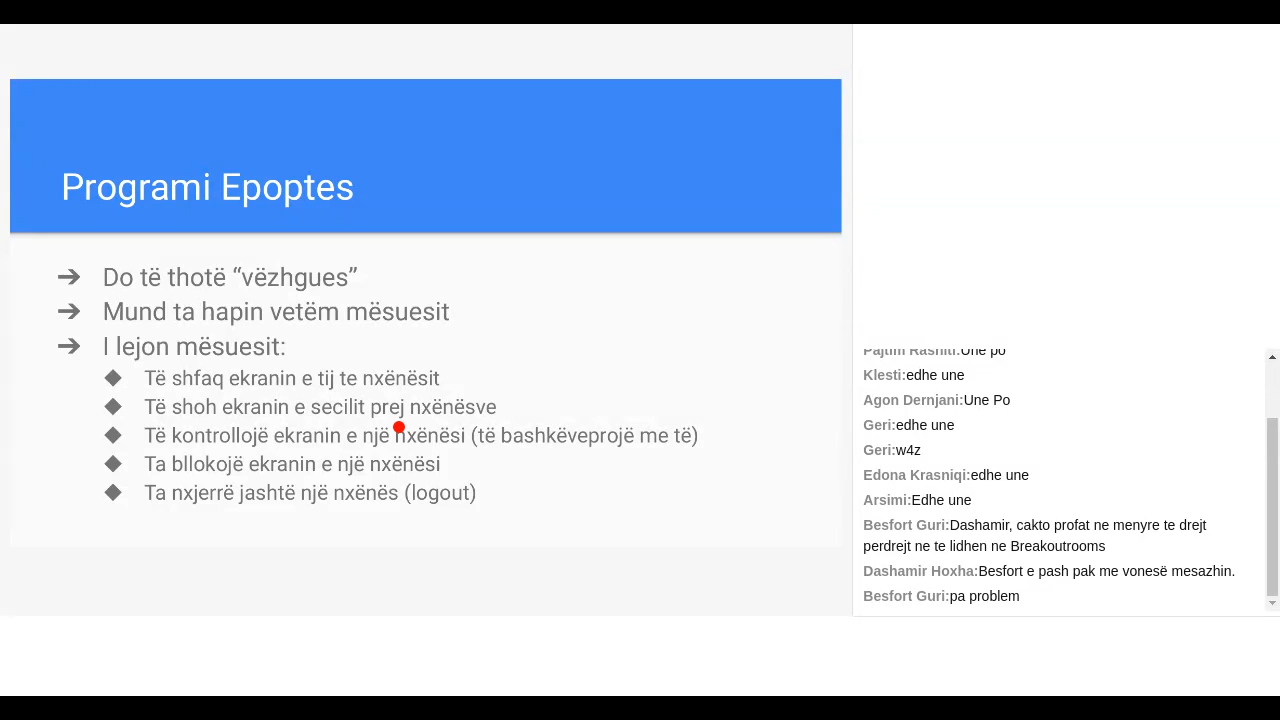 Programi Epoptes
➔ Do të thotë “vëzhgues”
➔ Mund ta hapin vetëm mësuesit
➔ I lejon mësuesit:
◆ Të shfaq ekranin e tij te nxënësit
◆ Të shoh ekranin e secilit prej nxënësve
◆ Të kontrollojë ekranin e një nxënësi (të bashkëveprojë me të)
◆ Ta bllokojë ekranin e një nxënësi
◆ Ta nxjerrë jashtë një nxënës (logout)
Pajtim Rashiti:Une po
Klesti:edhe une
Agon Dernjani:Une Po
Geri:edhe une
Geri:w4z
Edona Krasniqi:edhe une
Arsimi:Edhe une
Besfort Guri:Dashamir, cakto profat ne menyre te drejt
perdrejt ne te lidhen ne Breakoutrooms
Dashamir Hoxha:Besfort e pash pak me vonesë mesazhin.
Besfort Guri:pa problem